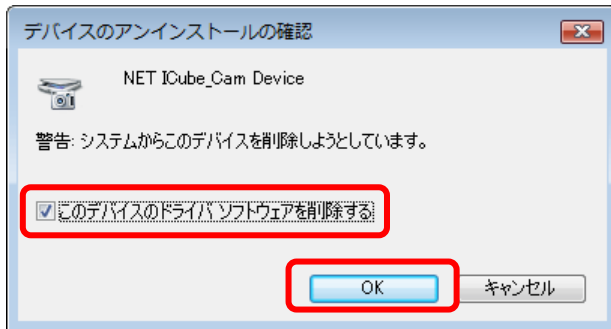 デバイスのアンインストールの確認
NET ICube_Cam Device
警告: システムからこのデバイスを削除しようとしています。
このデバイスのドライバ ソフトウェアを削除する
OK キャンセル